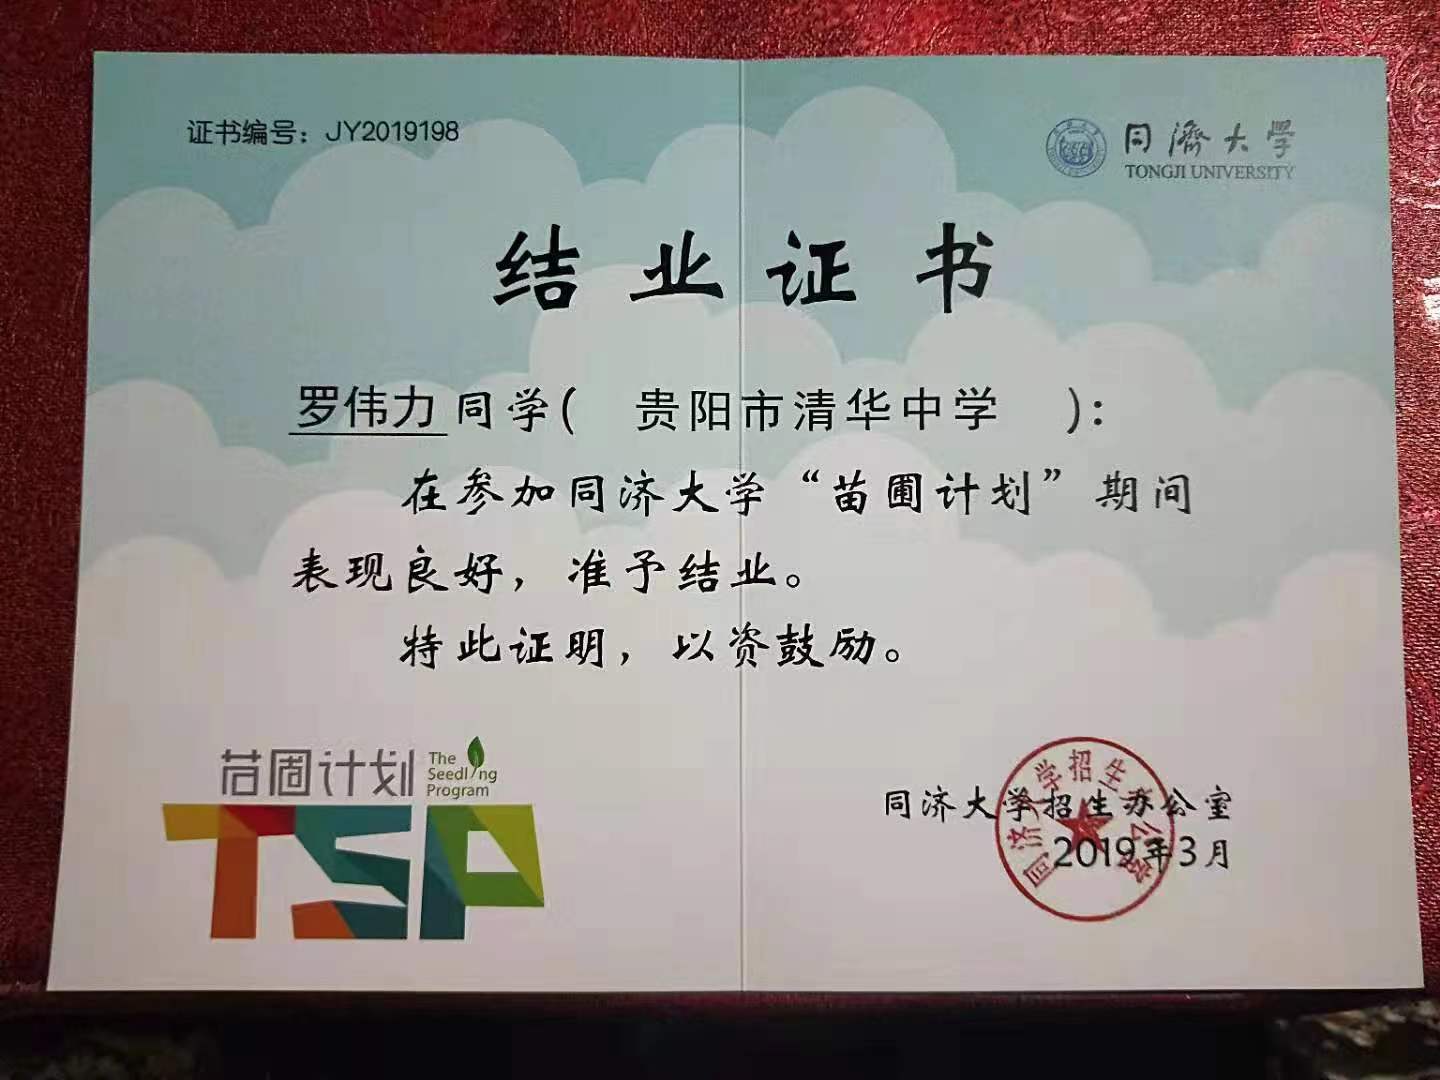 证书编号：JY2019198
同濟大學
TONGJI UNIVERSITY
结业证书
罗伟力同学( 贵阳市清华中学 )：
在参加同济大学“苗圃计划”期间
表现良好，准予结业。
特此证明，以资鼓励。
苗圃计划
The
Seedling
Program
TSP
同济大学招生办公室
2019年3月
同济大学招生办公室